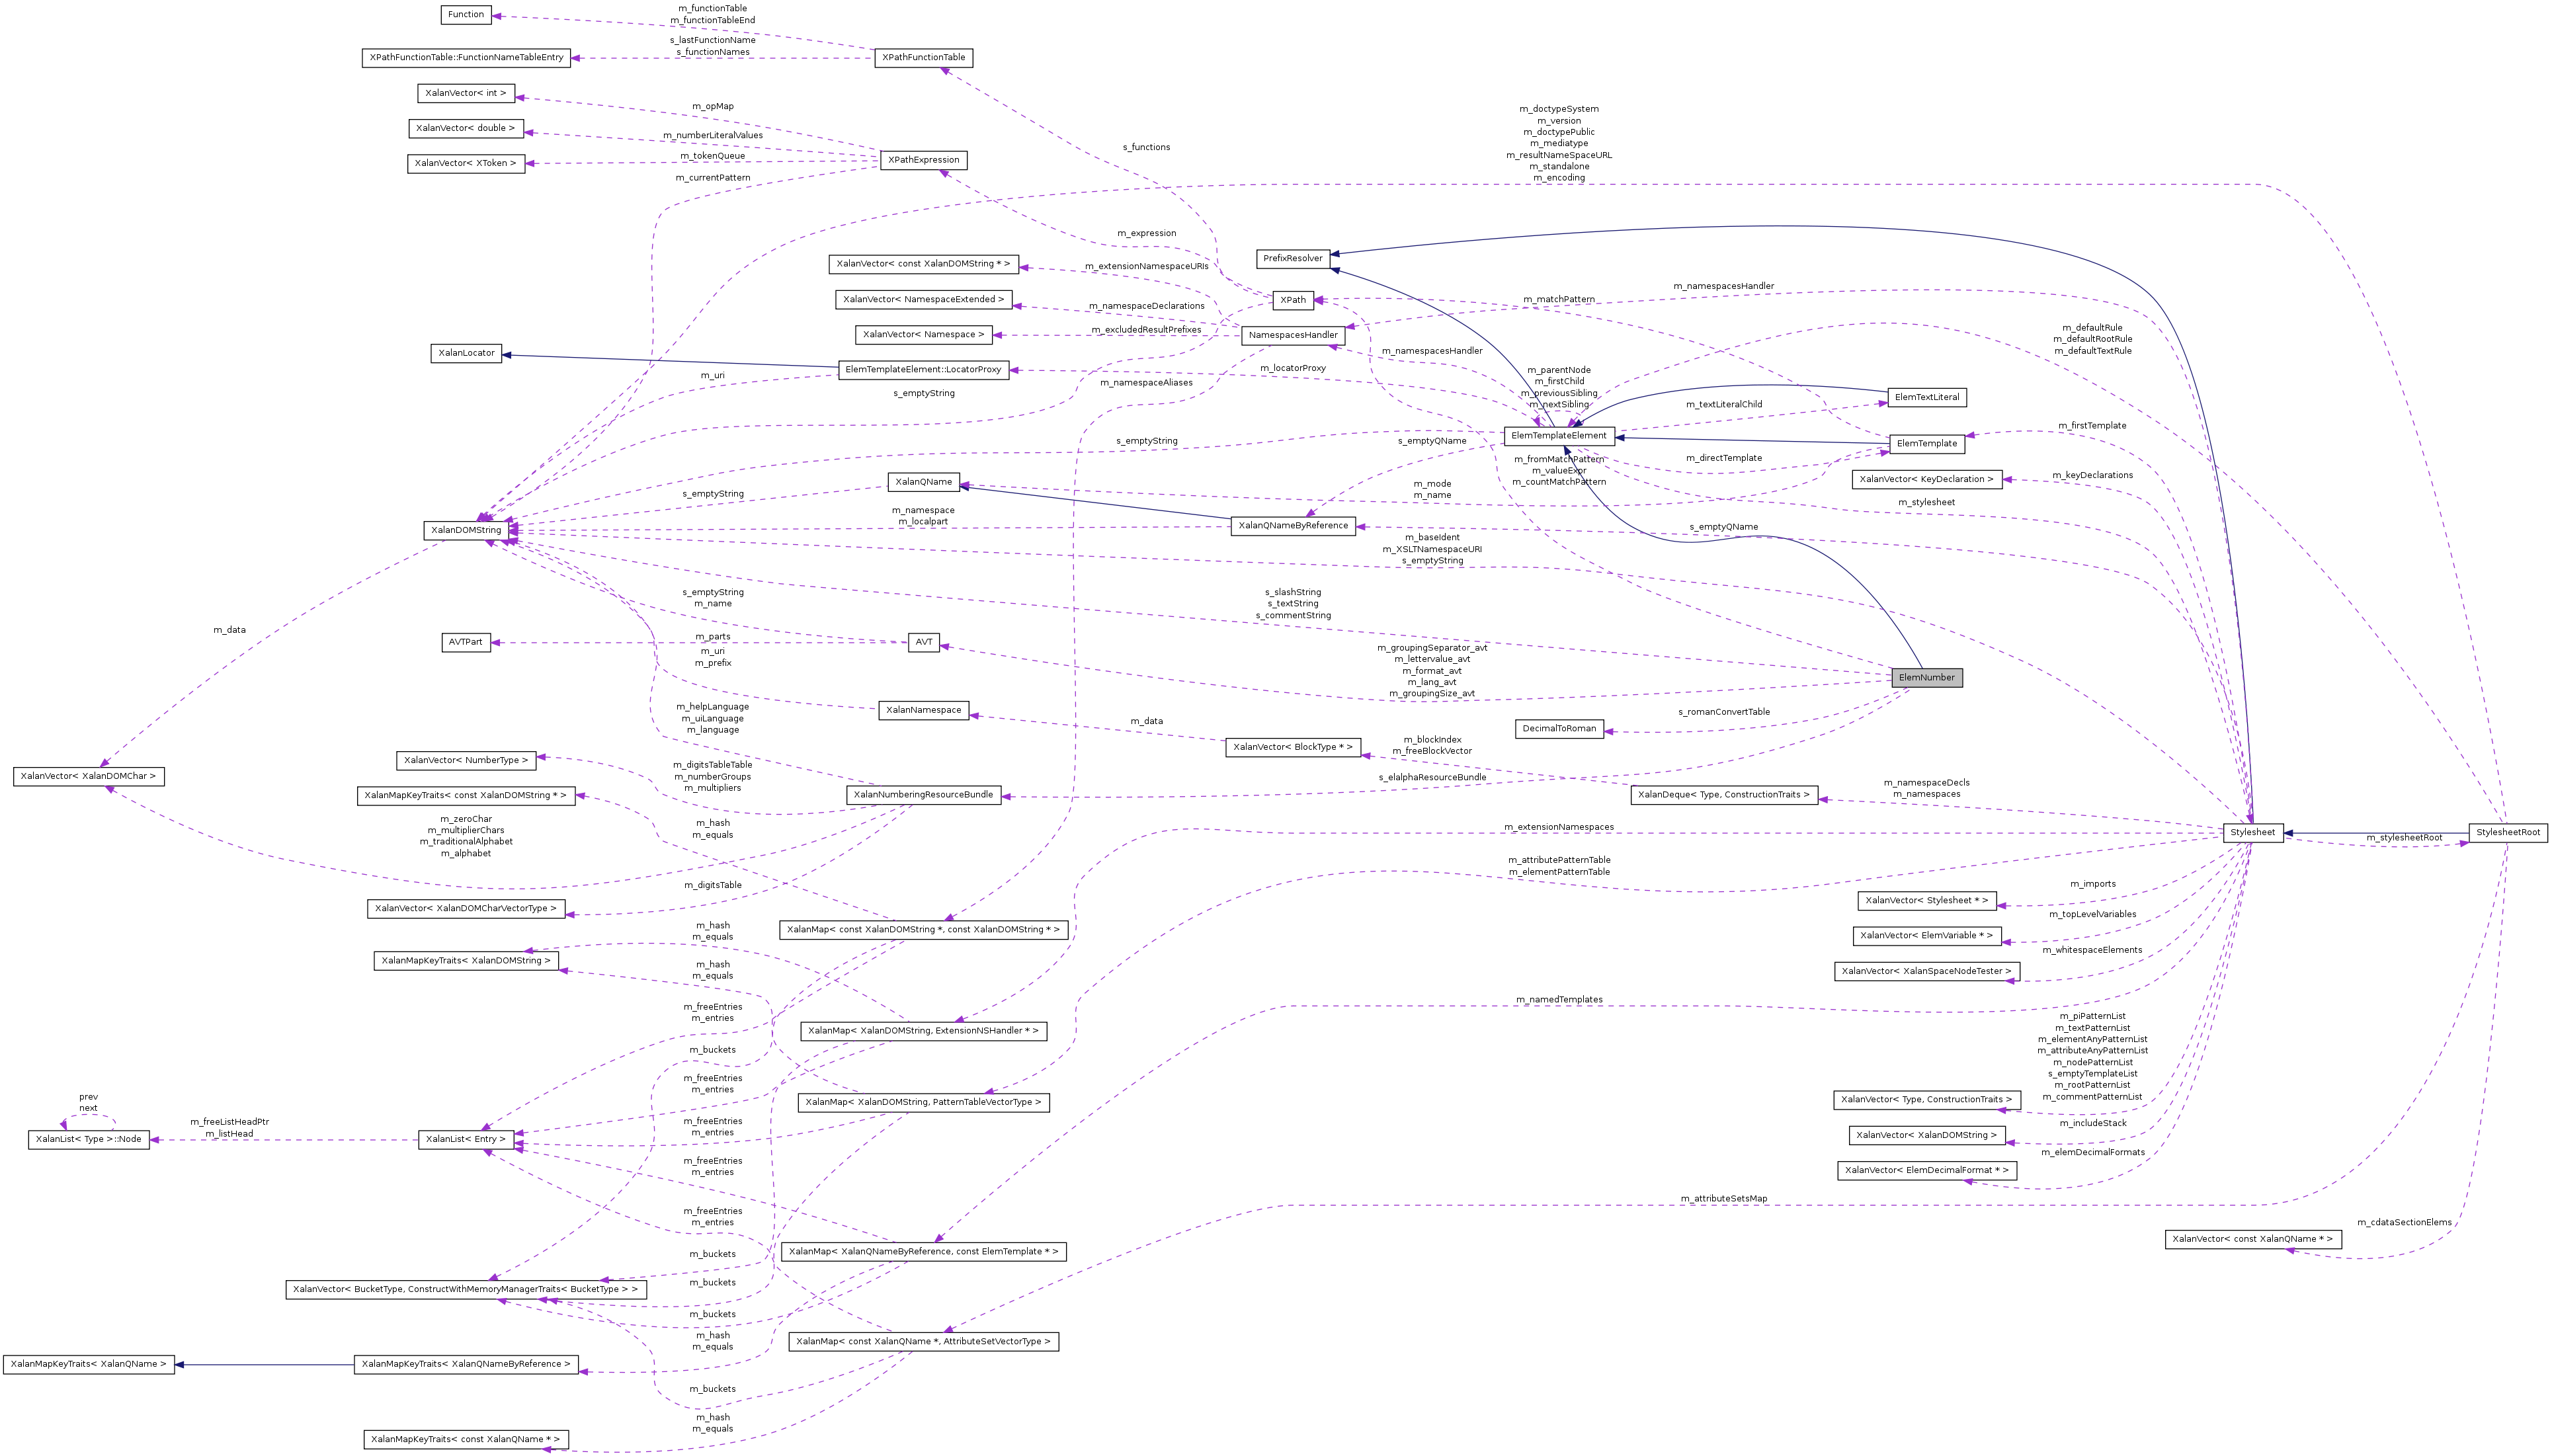 Function
m_functionTable
m_functionTableEnd
XPathFunctionTable::FunctionNameTableEntry
s_lastFunctionName
s_functionNames
XPathFunctionTable
XalanVector< int >
m_opMap
XalanVector< double >
m_numberLiteralValues
XalanVector< XToken >
m_tokenQueue
m_currentPattern
XPathExpression
s_functions
m_doctypeSystem
m_version
m_doctypePublic
m_mediatype
m_resultNameSpaceURL
m_standalone
m_encoding
m_expression
PrefixResolver
XalanVector< const XalanDOMString * >
m_extensionNamespaceURIs
XalanVector< NamespaceExtended >
m_namespaceDeclarations
XalanVector< Namespace >
m_excludedResultPrefixes
XPath
NamespacesHandler
m_matchPattern
m_namespacesHandler
m_defaultRule
m_defaultRootRule
m_defaultTextRule
XalanLocator
ElemTemplateElement::LocatorProxy
m_uri
m_namespaceAliases
s_emptyString
m_locatorProxy
m_namespacesHandler
m_parentNode
m_firstChild
m_previousSibling
m_nextSibling
ElemTextLiteral
m_textLiteralChild
ElemTemplateElement
ElemTemplate
m_firstTemplate
s_emptyString
s_emptyQName
m_directTemplate
m_fromMatchPattern
m_valueExpr
m_countMatchPattern
XalanVector< KeyDeclaration >
m_keyDeclarations
XalanQName
s_emptyString
m_mode
m_name
m_stylesheet
m_namespace
m_localpart
XalanQNameByReference
s_emptyQName
XalanDOMString
m_baseIdent
m_XSLTNamespaceURI
s_emptyString
s_emptyString
m_name
s_slashString
s_textString
s_commentString
m_data
AVTPart
m_parts
AVT
m_uri
m_prefix
m_groupingSeparator_avt
m_lettervalue_avt
m_format_avt
m_lang_avt
m_groupingSize_avt
ElemNumber
XalanNamespace
m_helpLanguage
m_uiLanguage
m_language
m_data
s_romanConvertTable
DecimalToRoman
XalanVector< BlockType * >
m_blockIndex
m_freeBlockVector
XalanVector< NumberType >
m_digitsTableTable
m_numberGroups
m_multipliers
XalanVector< XalanDOMChar >
s_elalphaResourceBundle
XalanMapKeyTraits< const XalanDOMString * >
XalanNumberingResourceBundle
XalanDeque< Type, ConstructionTraits >
m_namespaceDecls
m_namespaces
m_zeroChar
m_multiplierChars
m_traditionalAlphabet
m_alphabet
m_hash
m_equals
m_extensionNamespaces
Stylesheet
m_stylesheetRoot
StylesheetRoot
m_attributePatternTable
m_elementPatternTable
m_digitsTable
m_imports
XalanVector< Stylesheet * >
XalanVector< XalanDOMCharVectorType >
m_topLevelVariables
XalanMap< const XalanDOMString *, const XalanDOMString * >
XalanVector< ElemVariable * >
m_hash
m_equals
m_whitespaceElements
XalanMapKeyTraits< XalanDOMString >
XalanVector< XalanSpaceNodeTester >
m_hash
m_equals
m_namedTemplates
m_freeEntries
m_entries
XalanMap< XalanDOMString, ExtensionNSHandler * >
m_buckets
m_piPatternList
m_textPatternList
m_elementAnyPatternList
m_attributeAnyPatternList
m_nodePatternList
s_emptyTemplateList
m_rootPatternList
m_commentPatternList
m_freeEntries
m_entries
XalanMap< XalanDOMString, PatternTableVectorType >
XalanVector< Type, ConstructionTraits >
prev
next
m_freeEntries
m_entries
XalanList< Type >::Node
m_freeListHeadPtr
m_listHead
XalanList< Entry >
m_includeStack
XalanVector< XalanDOMString >
m_elemDecimalFormats
m_freeEntries
m_entries
XalanVector< ElemDecimalFormat * >
m_attributeSetsMap
m_freeEntries
m_entries
m_cdataSectionElems
XalanVector< const XalanQName * >
m_buckets
XalanMap< XalanQNameByReference, const ElemTemplate * >
m_buckets
XalanVector< BucketType, ConstructWithMemoryManagerTraits< BucketType > >
m_buckets
m_hash
m_equals
XalanMap< const XalanQName *, AttributeSetVectorType >
XalanMapKeyTraits< XalanQName >
XalanMapKeyTraits< XalanQNameByReference >
m_buckets
m_hash
m_equals
XalanMapKeyTraits< const XalanQName * >